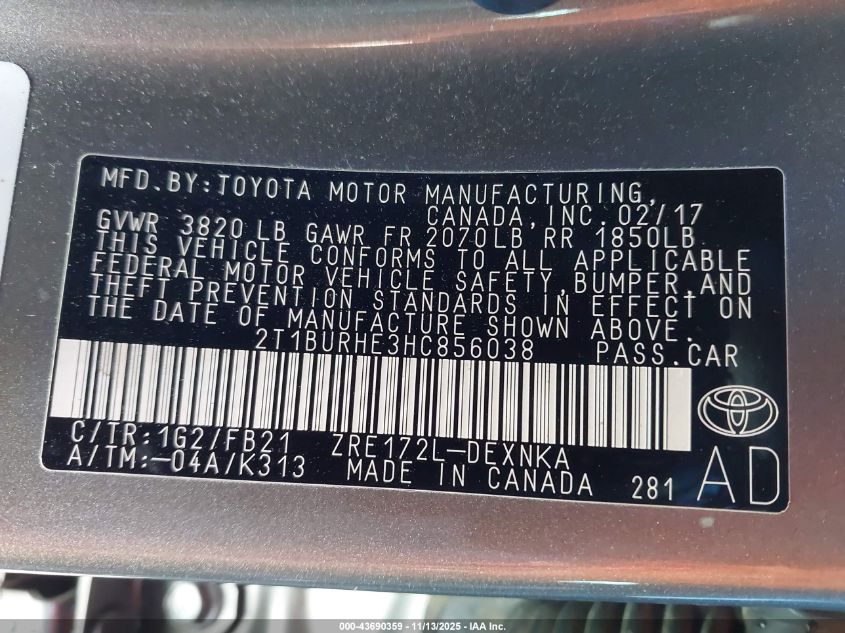 MFD.BY:TOYOTA MOTOR MANUFACTURING,
CANADA,INC. 02/17
GVWR 3820 LB GAWR FR 2070LB RR 1850LB
THIS VEHICLE CONFORMS TO ALL APPLICABLE
FEDERAL MOTOR VEHICLE SAFETY,BUMPER,AND
THEFT PREVENTION STANDARDS IN EFFECT ON
THE DATE OF MANUFACTURE SHOWN ABOVE.
2T1BURHE3HC856038 PASS.CAR
C/TR:1G2/FB21 ZRE172L-DEXNKA
A/TM:-04A/K313 MADE IN CANADA 281 AD
000-43690359 - 11/13/2025 - IAA Inc.